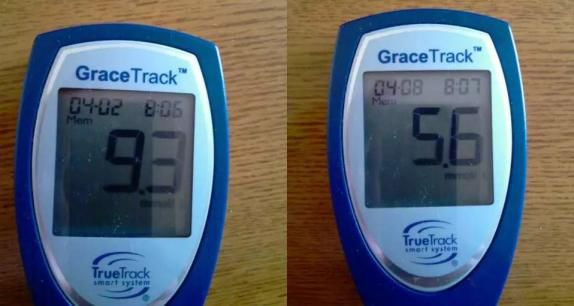 GraceTrack™
04-02 8:06
Mem
9.3
mmol/L
TrueTrack
smart system
GraceTrack™
04-08 8:07
Mem
5.6
mmol/L
TrueTrack
smart system